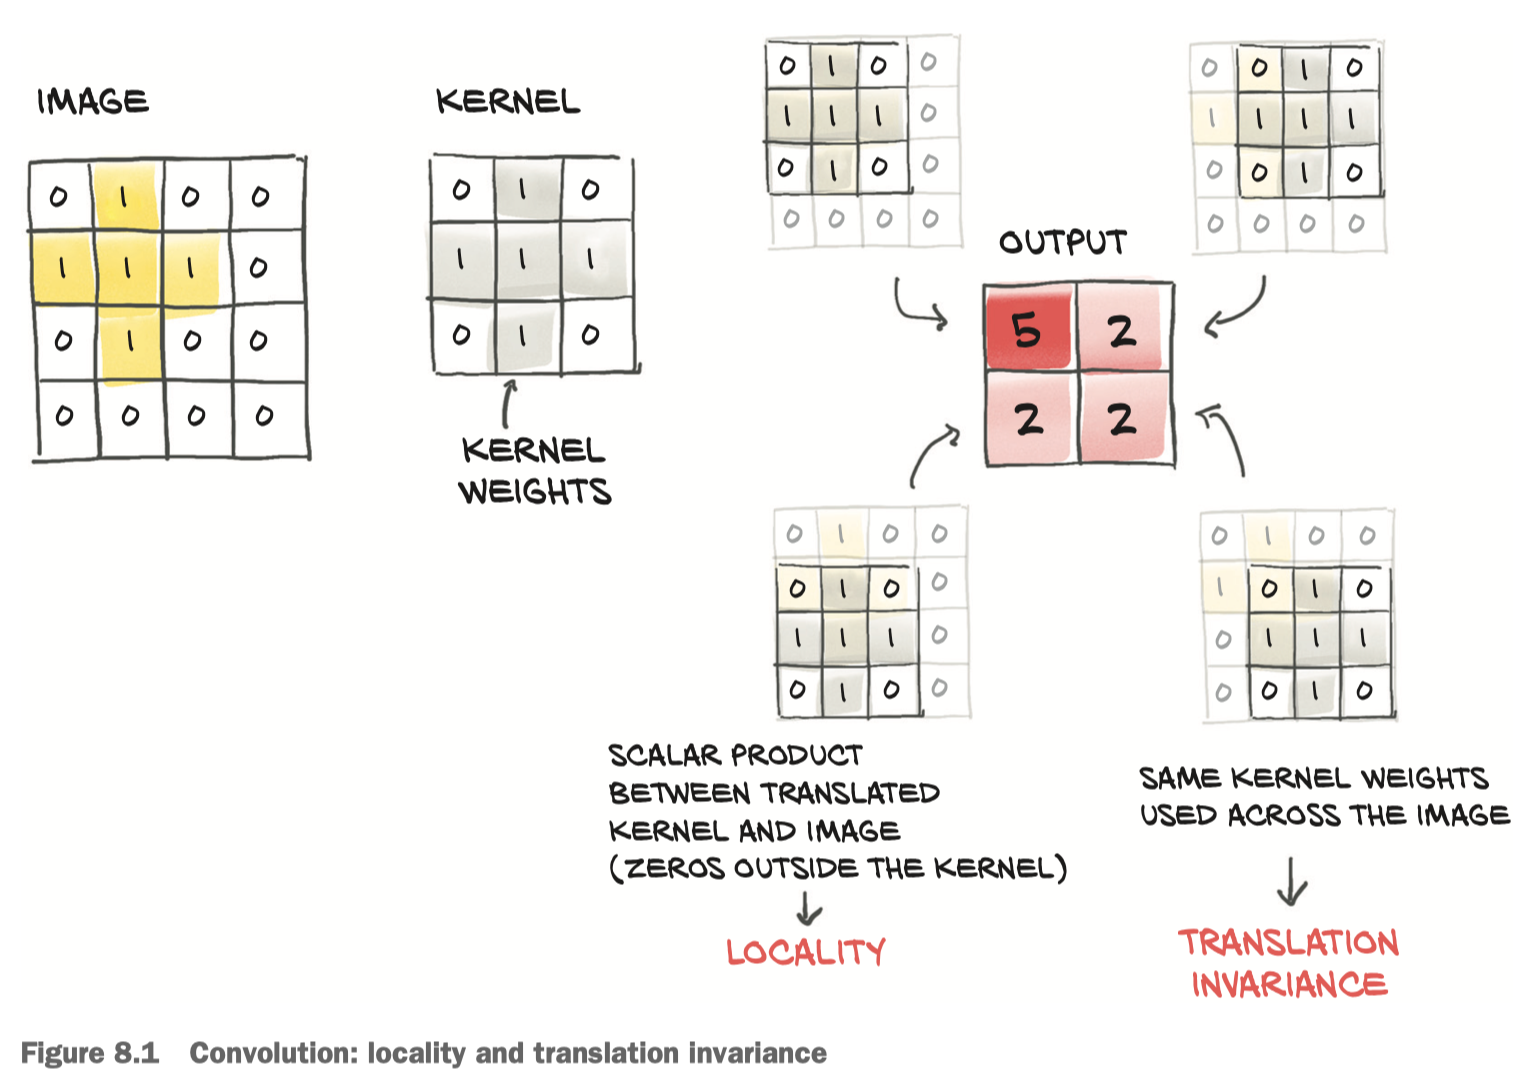 IMAGE
0 1 0 0
1 1 1 0
0 1 0 0
0 0 0 0
KERNEL
0 1 0
1 1 1
0 1 0
KERNEL
WEIGHTS
0 1 0 0
1 1 1 0
0 1 0 0
0 0 0 0
0 0 1 0
1 1 1 1
0 0 1 0
0 0 0 0
OUTPUT
5 2
2 2
0 1 0 0
0 1 0 0
1 1 1 0
0 1 0 0
0 1 0 0
1 0 1 0
0 1 1 1
0 0 1 0
SCALAR PRODUCT
BETWEEN TRANSLATED
KERNEL AND IMAGE
(ZEROS OUTSIDE THE KERNEL)
LOCALITY
SAME KERNEL WEIGHTS
USED ACROSS THE IMAGE
TRANSLATION
INVARIANCE
Figure 8.1 Convolution: locality and translation invariance